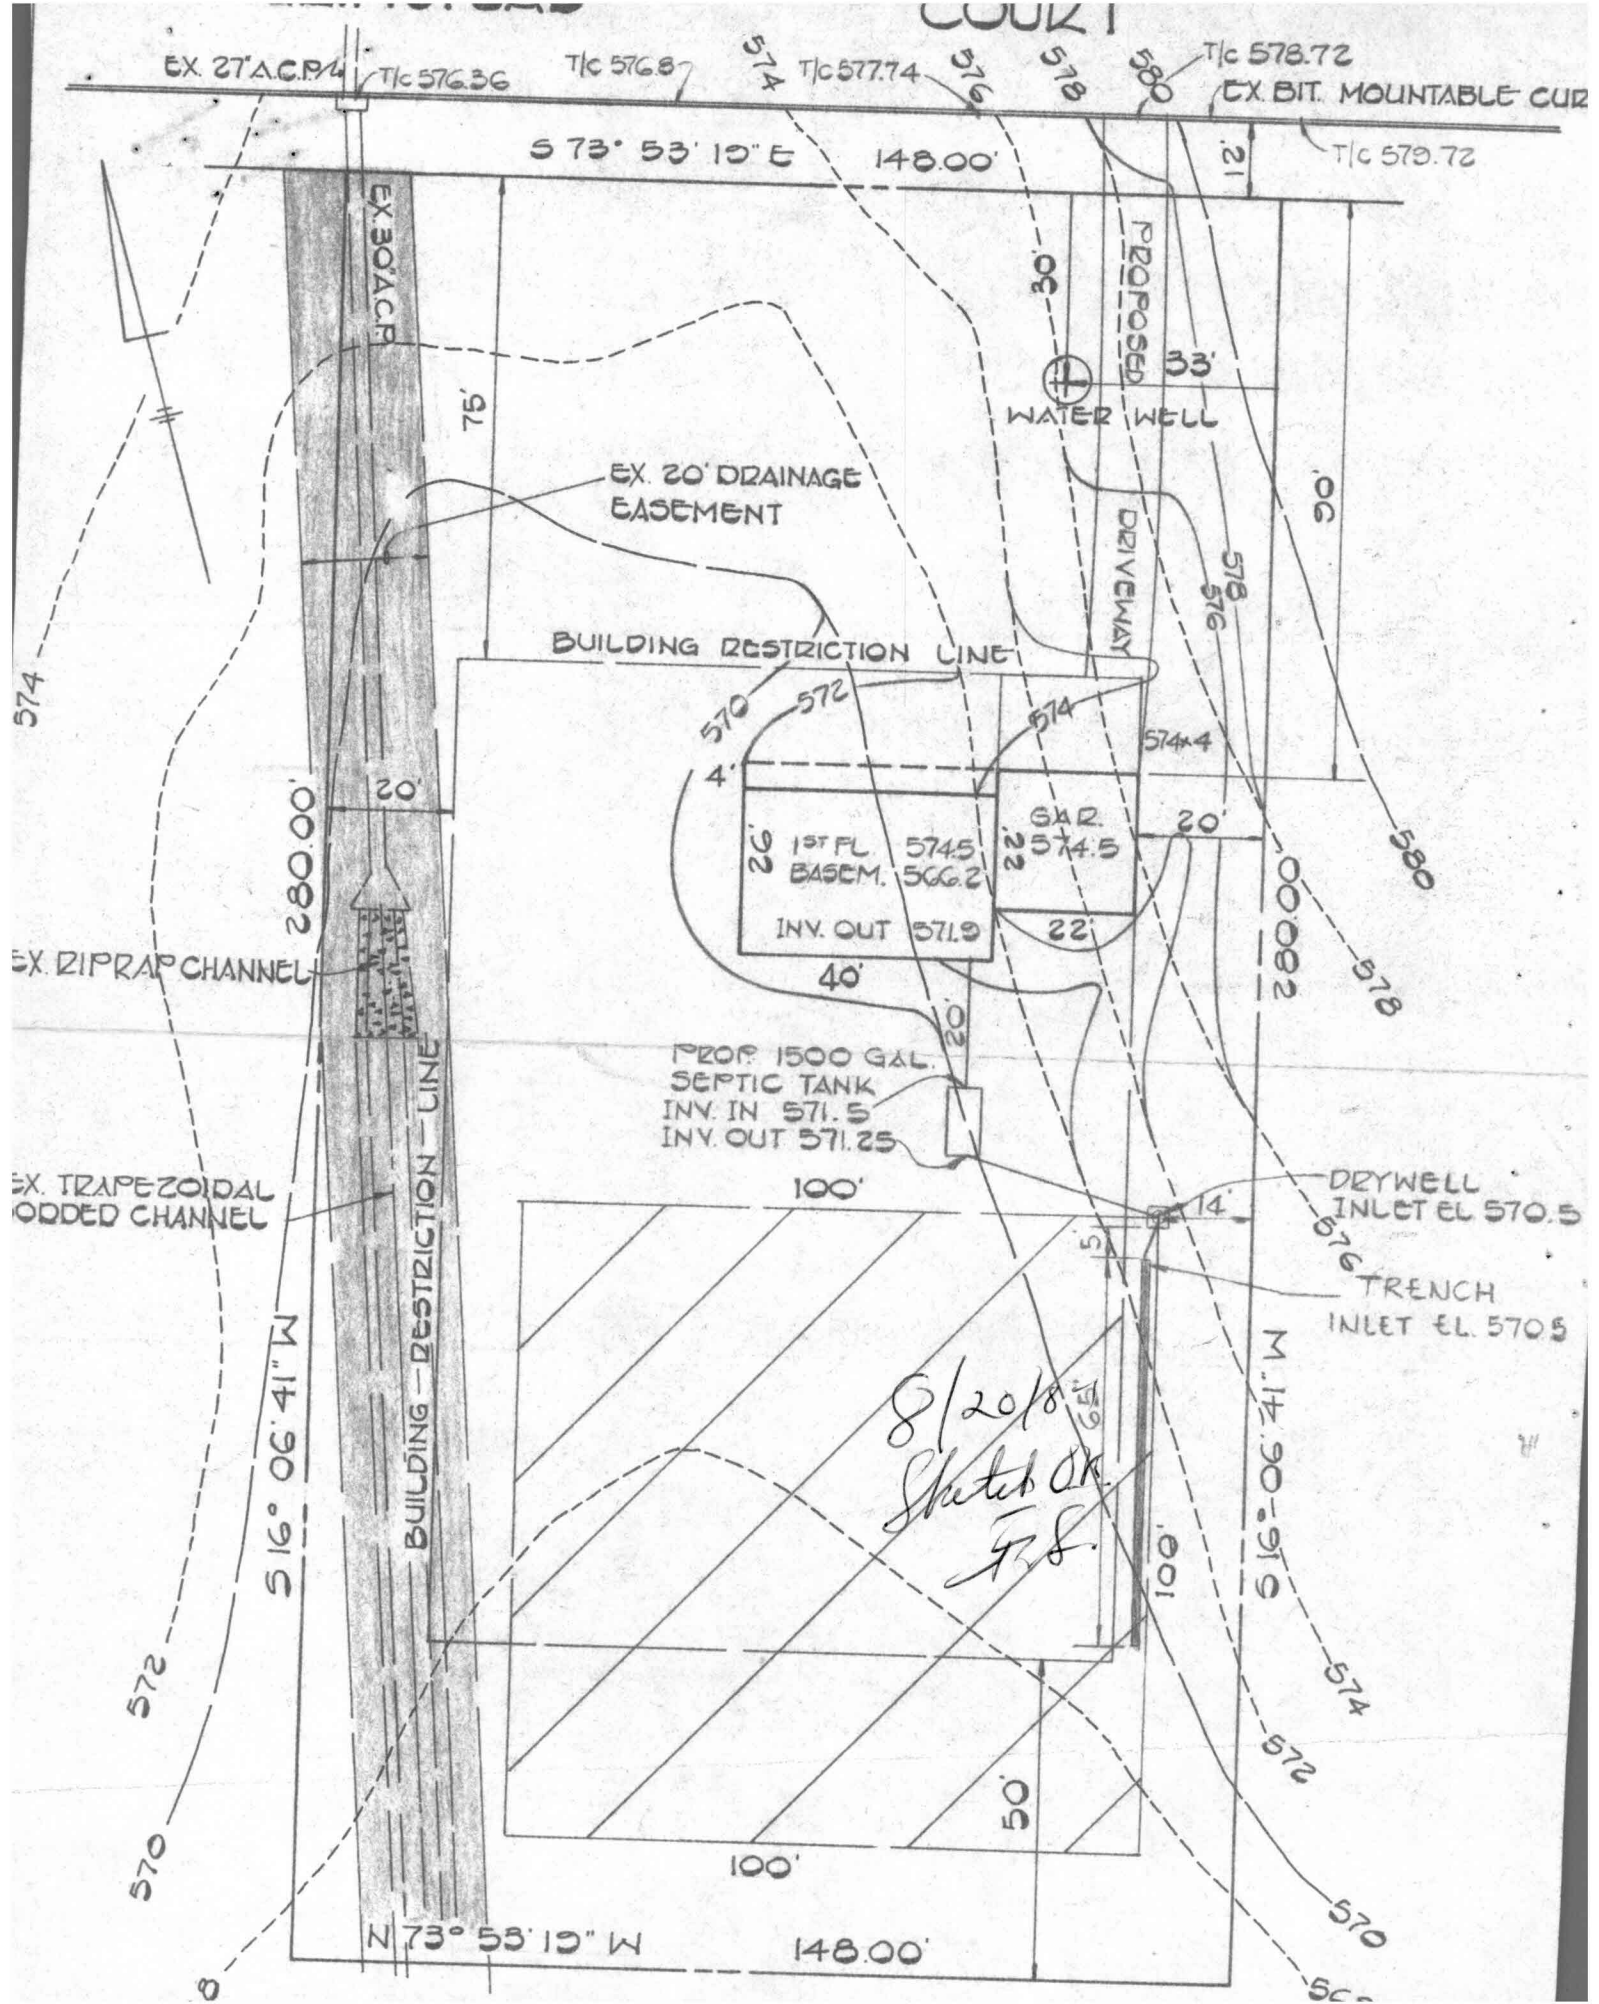 COURT
EX. 27" A.C.P.
T/C 576.36
T/C 576.8
574
T/C 577.74
576
578
580
T/C 578.72
EX. BIT. MOUNTABLE CUR
T/C 579.72
S 73° 53' 19" E 148.00'
12'
EX 30" A.C.P.
75'
30'
PROPOSED
33'
WATER WELL
90'
EX. 20' DRAINAGE
EASEMENT
DRIVEWAY
578
576
BUILDING RESTRICTION LINE
574
570
572
574
574x4
4'
20'
280.00'
26'
1ST FL. 574.5
BASEM. 566.2
INV. OUT 571.9
22'
GAR.
574.5
20'
580
22'
40'
280.00'
578
EX. RIPRAP CHANNEL
20'
PROP. 1500 GAL.
SEPTIC TANK
INV. IN 571.5
INV. OUT 571.25
BUILDING - RESTRICTION - LINE
EX. TRAPEZOIDAL
ODDED CHANNEL
100'
14'
DRYWELL
INLET EL 570.5
5'
576
TRENCH
INLET EL. 570.5
S 16° 06' 41" W
8/20/8
Sketch OK
65'
100'
S 16° 06' 41" W
574
572
572
50'
570
100'
570
N 73° 53' 19" W 148.00'
8